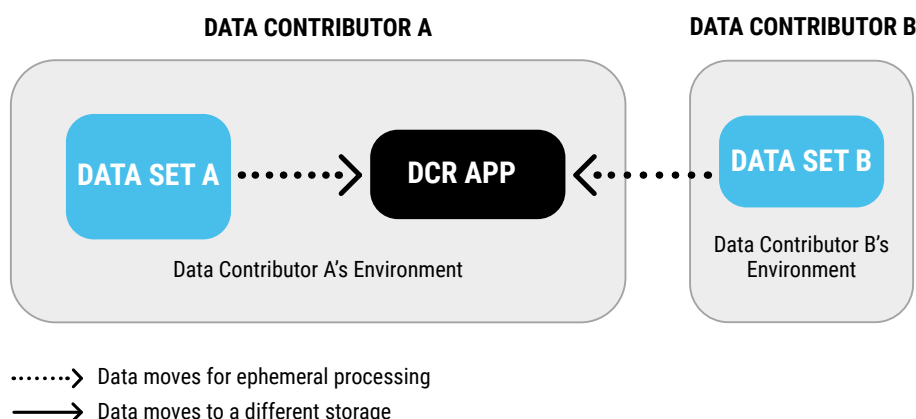 DATA CONTRIBUTOR A
DATA CONTRIBUTOR B
DATA SET A
DCR APP
DATA SET B
Data Contributor A's Environment
Data Contributor B's
Environment
Data moves for ephemeral processing
Data moves to a different storage